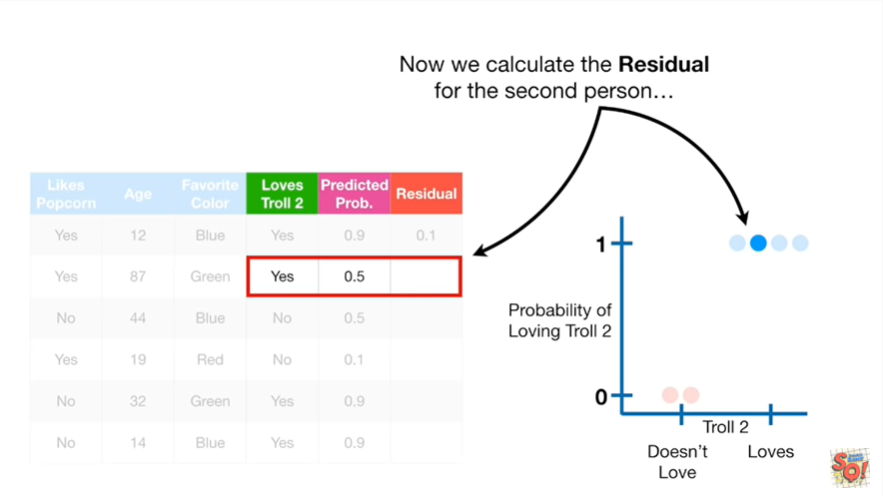 Now we calculate the Residual
for the second person…
Likes Popcorn Age Favorite Color Loves Troll 2 Predicted Prob. Residual
Yes 12 Blue Yes 0.9 0.1
Yes 87 Green Yes 0.5
No 44 Blue No 0.5
Yes 19 Red No 0.1
No 32 Green Yes 0.9
No 14 Blue Yes 0.9
1
Probability of
Loving Troll 2
0
Troll 2
Doesn't
Love
Loves
SQ!